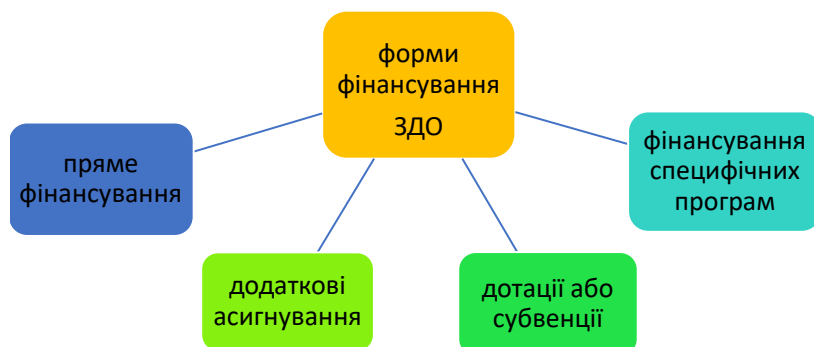 форми
фінансування
ЗДО
пряме
фінансування
фінансування
специфічних
програм
додаткові
асигнування
дотації або
субвенції